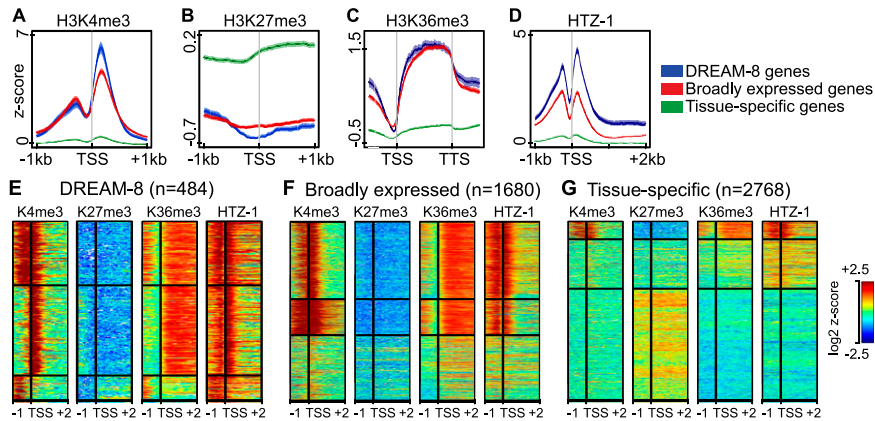 A H3K4me3
B H3K27me3
C H3K36me3
D HTZ-1
z-score
7
0
-1kb TSS +1kb
0.2
-0.7
-1kb TSS +1kb
1.5
-0.5
TSS TTS
5
0
-1kb TSS +2kb
DREAM-8 genes
Broadly expressed genes
Tissue-specific genes
E DREAM-8 (n=484)
K4me3 K27me3 K36me3 HTZ-1
-1 TSS +2 -1 TSS +2 -1 TSS +2 -1 TSS +2
F Broadly expressed (n=1680)
K4me3 K27me3 K36me3 HTZ-1
-1 TSS +2 -1 TSS +2 -1 TSS +2 -1 TSS +2
G Tissue-specific (n=2768)
K4me3 K27me3 K36me3 HTZ-1
-1 TSS +2 -1 TSS +2 -1 TSS +2 -1 TSS +2
+2.5
log2 z-score
-2.5